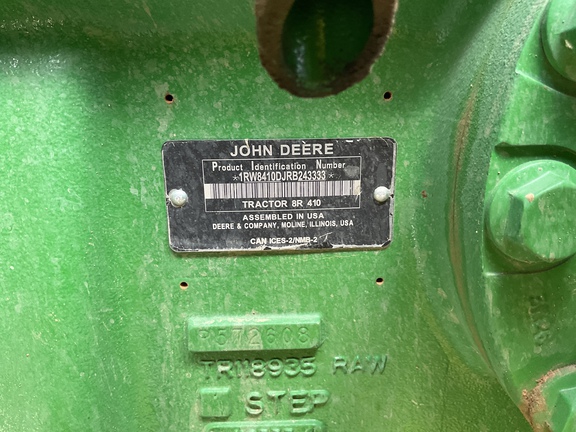 JOHN DEERE
Product Identification Number
*1RW8410DJRB243333*
TRACTOR 8R 410
ASSEMBLED IN USA
DEERE & COMPANY, MOLINE, ILLINOIS, USA
CAN ICES-2/NMB-2
R572608
TRN8935 RAW
STEP